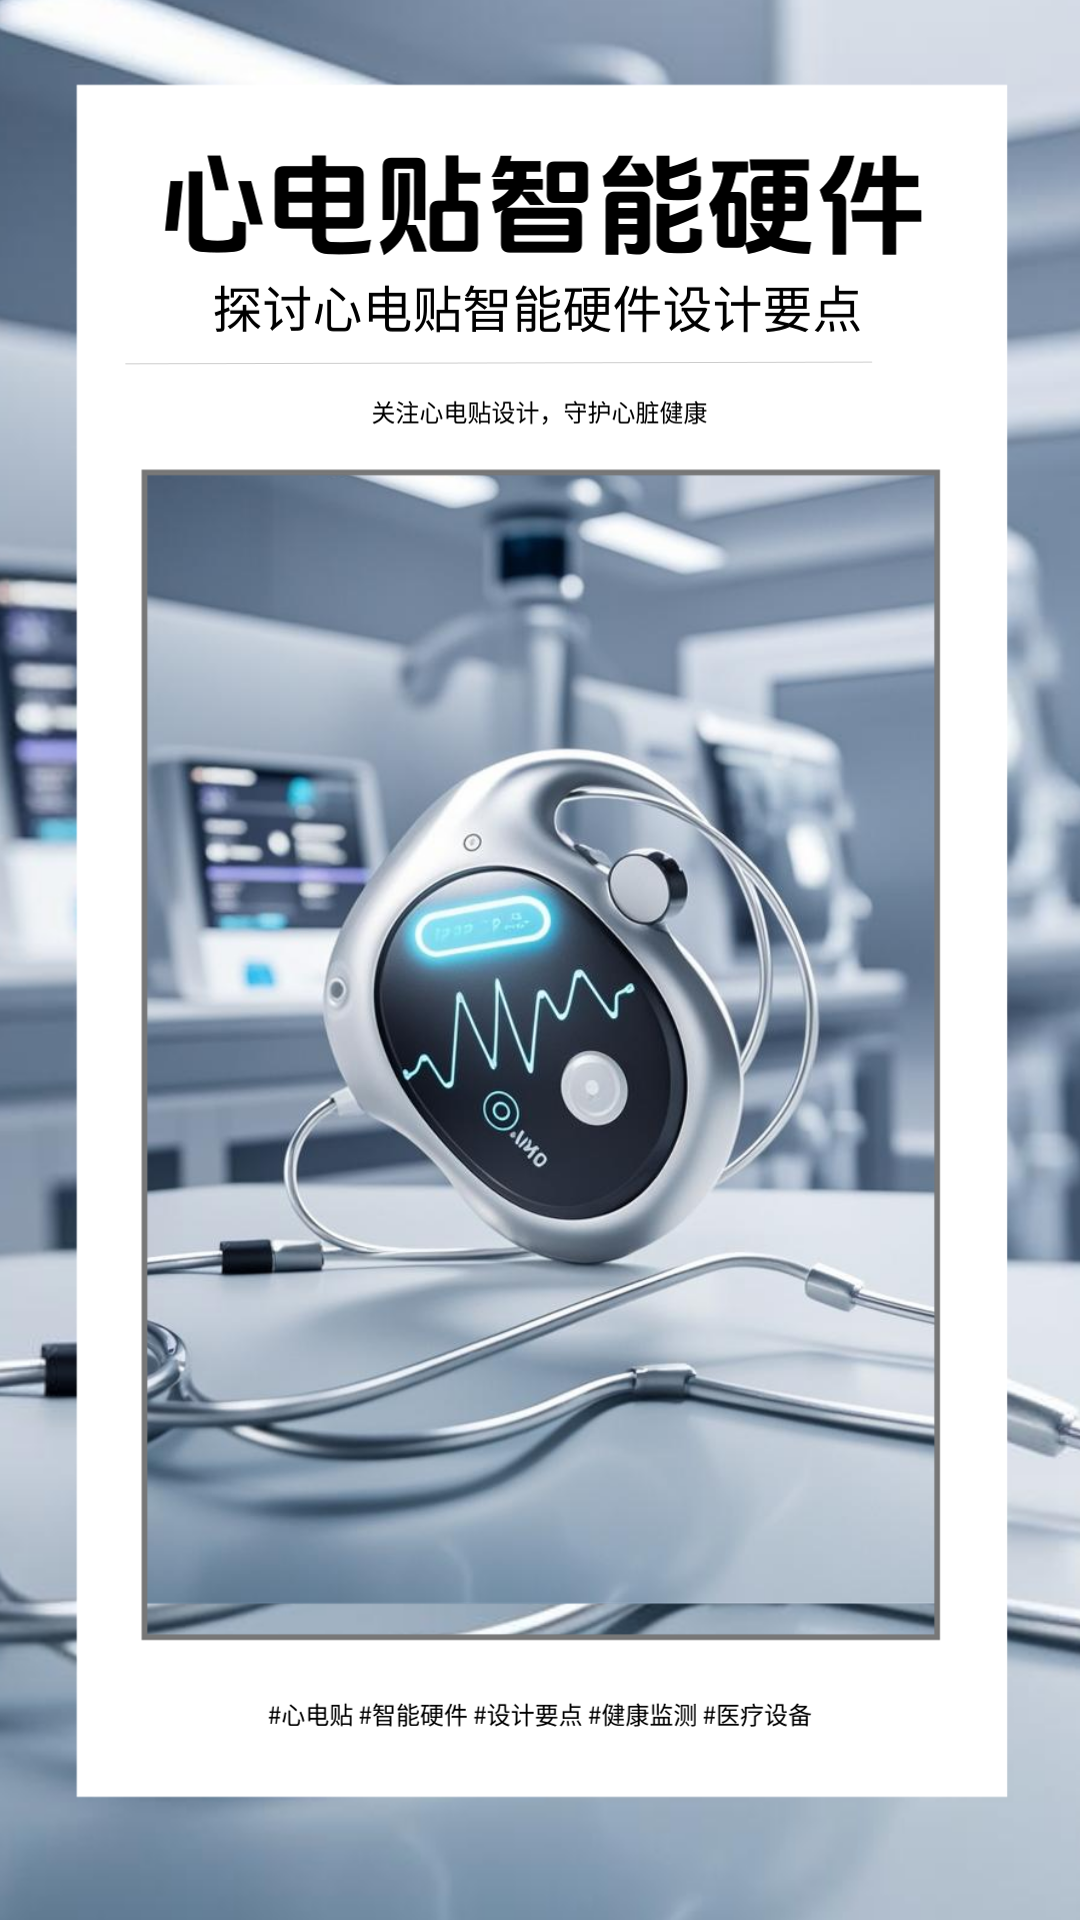 心电贴智能硬件
探讨心电贴智能硬件设计要点
关注心电贴设计，守护心脏健康
#心电贴 #智能硬件 #设计要点 #健康监测 #医疗设备